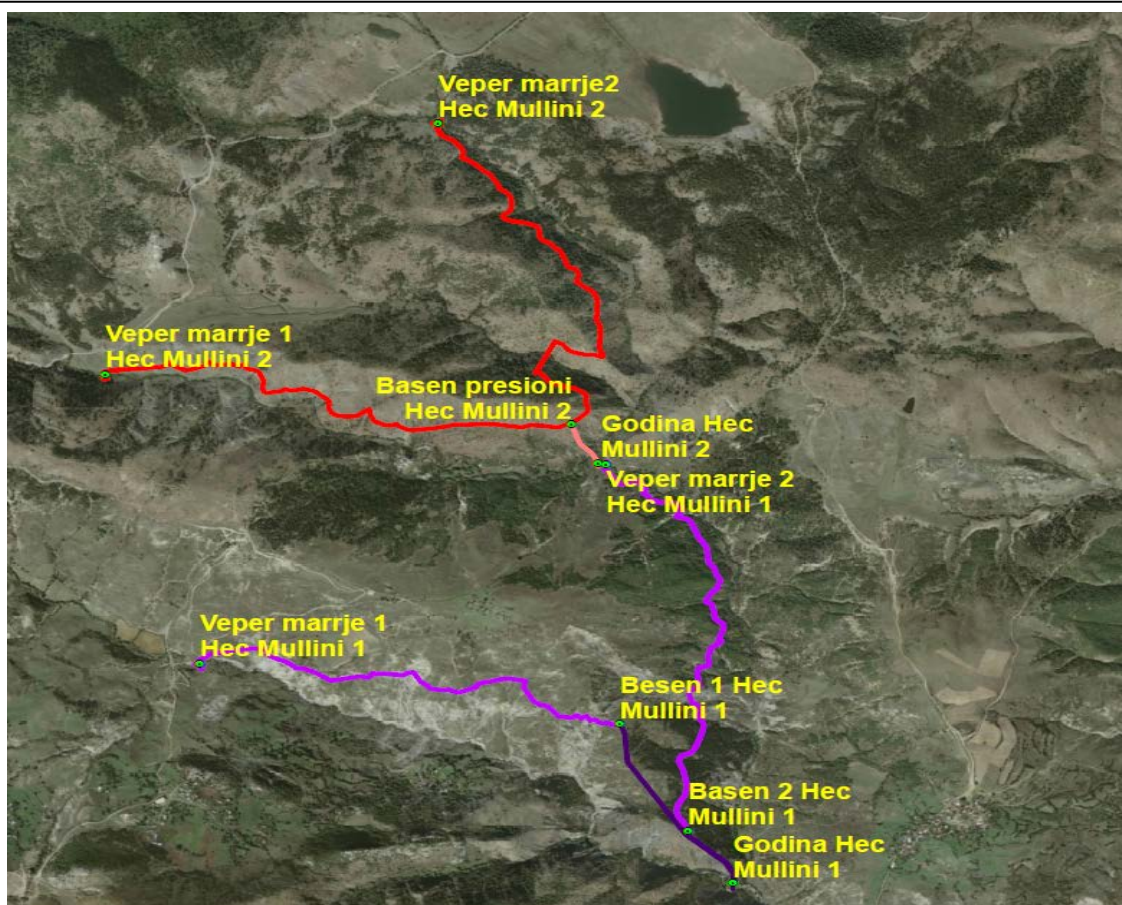 Veper marrje2
Hec Mullini 2
Veper marrje 1
Hec Mullini 2
Basen presioni
Hec Mullini 2
Godina Hec
Mullini 2
Veper marrje 2
Hec Mullini 1
Veper marrje 1
Hec Mullini 1
Besen 1 Hec
Mullini 1
Basen 2 Hec
Mullini 1
Godina Hec
Mullini 1